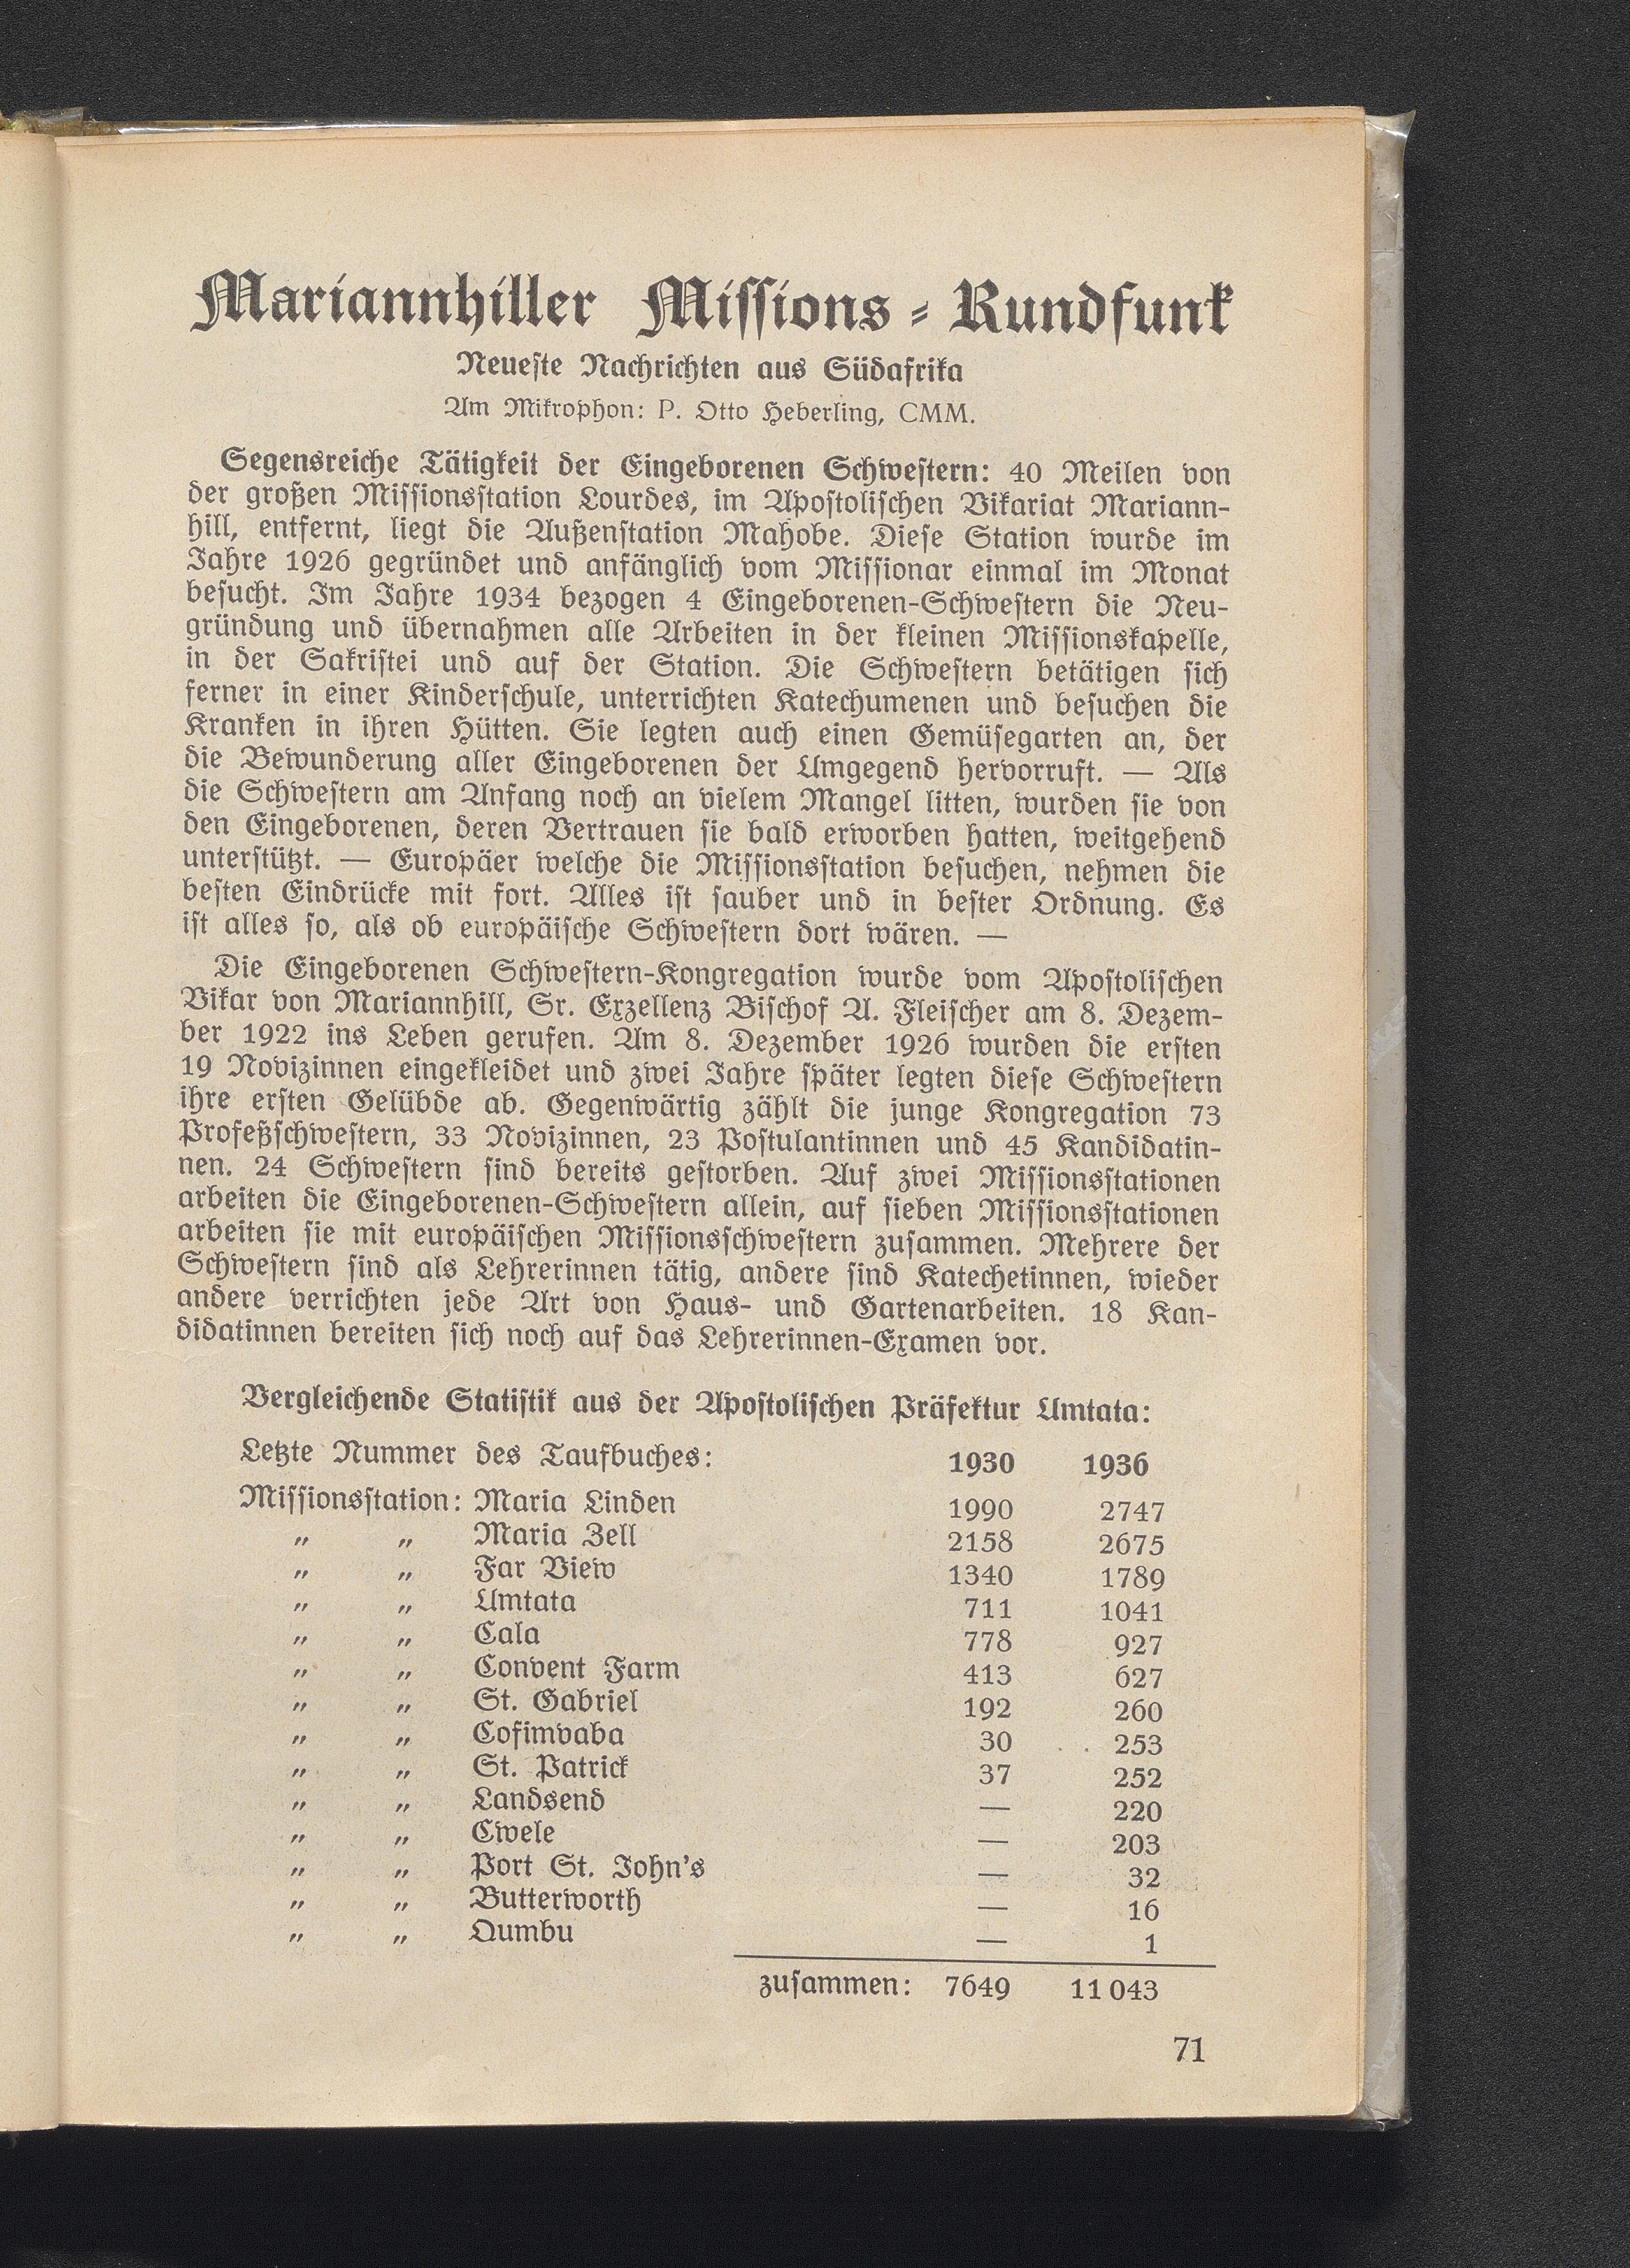 Mariannhiller Missions-Rundfunk
Neueste Nachrichten aus Südafrika
Am Mikrophon: P. Otto Heberling, CMM.
Segensreiche Tätigkeit der Eingeborenen Schwestern: 40 Meilen von
der großen Missionsstation Lourdes, im Apostolischen Vikariat Mariann-
hill, entfernt, liegt die Außenstation Mahobe. Diese Station wurde im
Jahre 1926 gegründet und anfänglich vom Missionar einmal im Monat
besucht. Im Jahre 1934 bezogen 4 Eingeborenen-Schwestern die Neu-
gründung und übernahmen alle Arbeiten in der kleinen Missionskapelle,
in der Sakristei und auf der Station. Die Schwestern betätigen sich
ferner in einer Kinderschule, unterrichten Katechumenen und besuchen die
Kranken in ihren Hütten. Sie legten auch einen Gemüsegarten an, der
die Bewunderung aller Eingeborenen der Umgegend hervorruft. — Als
die Schwestern am Anfang noch an vielem Mangel litten, wurden sie von
den Eingeborenen, deren Vertrauen sie bald erworben hatten, weitgehend
unterstützt. — Europäer welche die Missionsstation besuchen, nehmen die
besten Eindrücke mit fort. Alles ist sauber und in bester Ordnung. Es
ist alles so, als ob europäische Schwestern dort wären. —
Die Eingeborenen Schwestern-Kongregation wurde vom Apostolischen
Vikar von Mariannhill, Sr. Exzellenz Bischof A. Fleischer am 8. Dezem-
ber 1922 ins Leben gerufen. Am 8. Dezember 1926 wurden die ersten
19 Novizinnen eingekleidet und zwei Jahre später legten diese Schwestern
ihre ersten Gelübde ab. Gegenwärtig zählt die junge Kongregation 73
Profeßschwestern, 33 Novizinnen, 23 Postulantinnen und 45 Kandidatin-
nen. 24 Schwestern sind bereits gestorben. Auf zwei Missionsstationen
arbeiten die Eingeborenen-Schwestern allein, auf sieben Missionsstationen
arbeiten sie mit europäischen Missionsschwestern zusammen. Mehrere der
Schwestern sind als Lehrerinnen tätig, andere sind Katechetinnen, wieder
andere verrichten jede Art von Haus- und Gartenarbeiten. 18 Kan-
didatinnen bereiten sich noch auf das Lehrerinnen-Examen vor.
Vergleichende Statistik aus der Apostolischen Präfektur Umtata:
Letzte Nummer des Taufbuches: 1930 1936
Missionsstation: Maria Linden 1990 2747
„ „ Maria Zell 2158 2675
„ „ Far View 1340 1789
„ „ Umtata 711 1041
„ „ Cala 778 927
„ „ Convent Farm 413 627
„ „ St. Gabriel 192 260
„ „ Cofimvaba 30 253
„ „ St. Patrick 37 252
„ „ Landsend — 220
„ „ Cwele — 203
„ „ Port St. John's — 32
„ „ Butterworth — 16
„ „ Qumbu — 1
zusammen: 7649 11 043
71